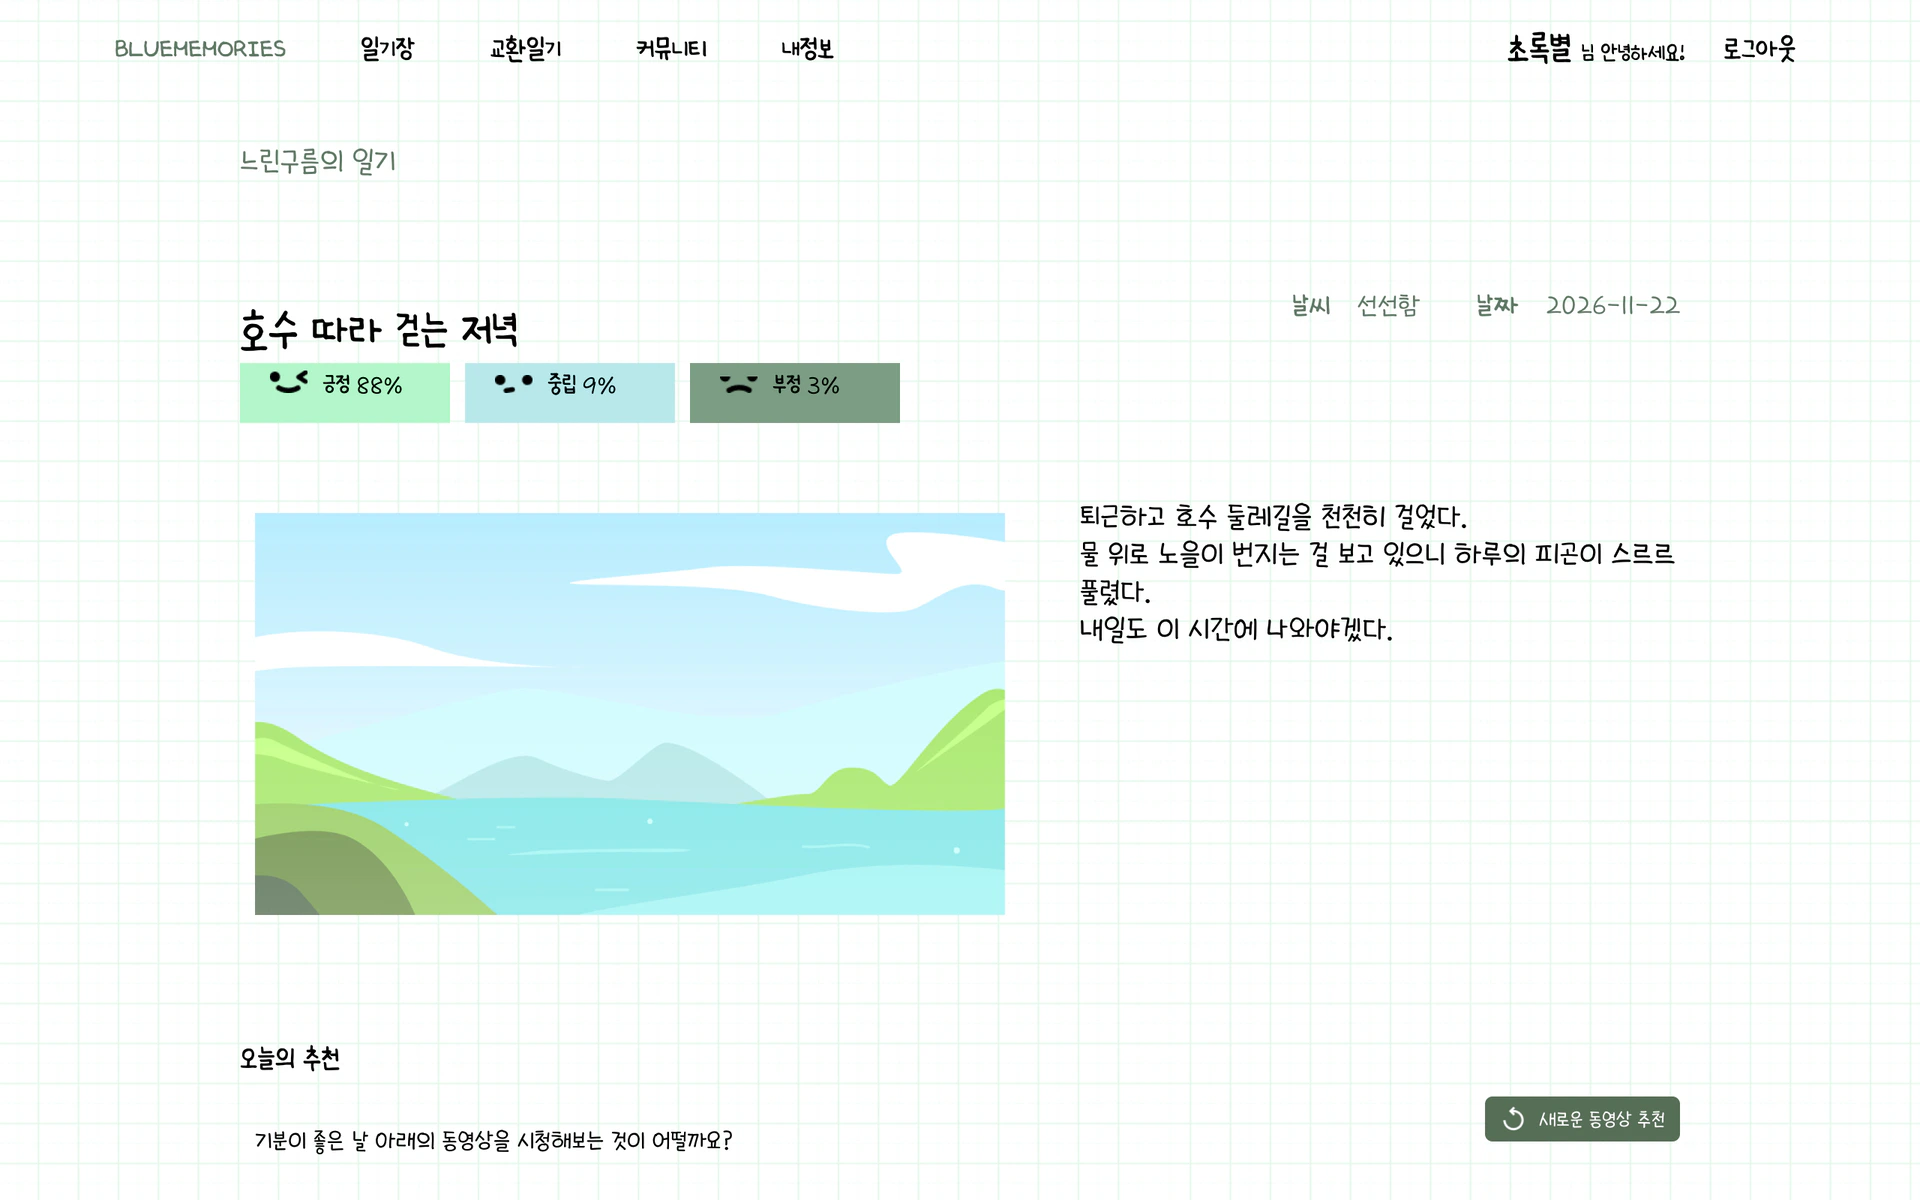 BLUEMEMORIES 일기장 교환일기 커뮤니티 내정보 초록별 님 안녕하세요! 로그아웃
느린구름의 일기
호수 따라 걷는 저녁
날씨 선선함 날짜 2026-11-22
긍정 88% 중립 9% 부정 3%
퇴근하고 호수 둘레길을 천천히 걸었다.
물 위로 노을이 번지는 걸 보고 있으니 하루의 피곤이 스르르
풀렸다.
내일도 이 시간에 나와야겠다.
오늘의 추천
새로운 동영상 추천
기분이 좋은 날 아래의 동영상을 시청해보는 것이 어떨까요?